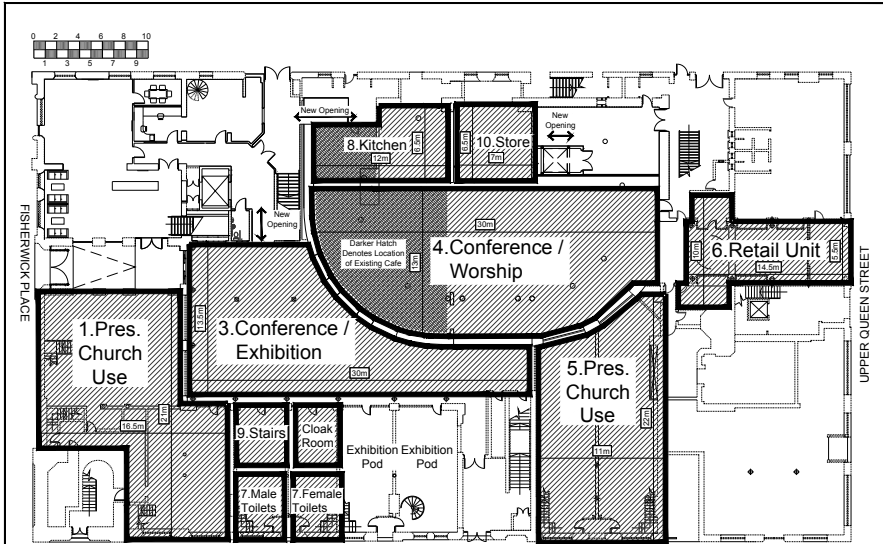 0 2 4 6 8 10
1 3 5 7 9
New Opening
8.Kitchen
12m
6.5m
10.Store
6.5m
7m
New
Opening
New
Opening
30m
Darker Hatch
Denotes Location
of Existing Cafe
13m
4.Conference /
Worship
6.Retail Unit
10m
14.5m
5.5m
FISHERWICK PLACE
UPPER QUEEN STREET
1.Pres.
Church
Use
16.5m
21m
13.5m
3.Conference /
Exhibition
30m
5.Pres.
Church
Use
22m
11m
9.Stairs
Cloak
Room
Exhibition
Pod
Exhibition
Pod
7.Male
Toilets
7.Female
Toilets